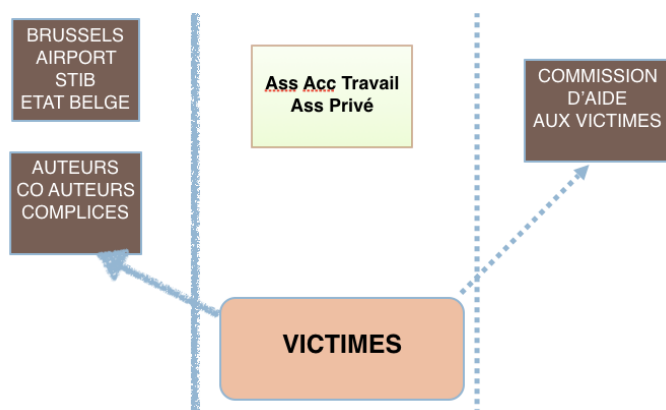 BRUSSELS
AIRPORT
STIB
ETAT BELGE
AUTEURS
CO AUTEURS
COMPLICES
Ass Acc Travail
Ass Privé
COMMISSION
D'AIDE
AUX VICTIMES
VICTIMES